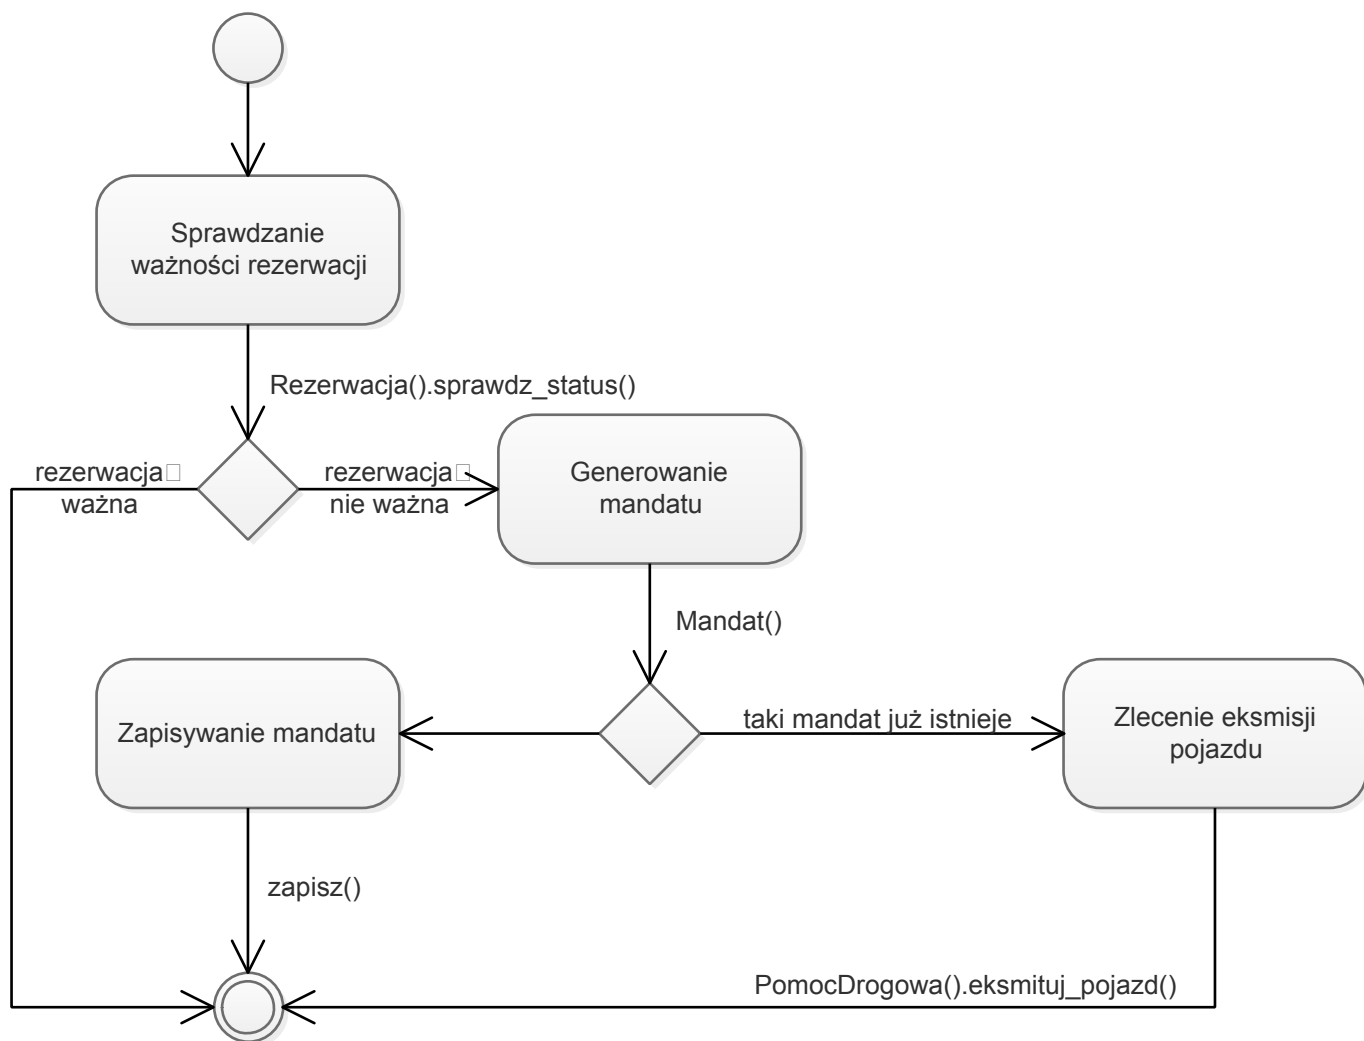 Sprawdzanie
ważności rezerwacji
Rezerwacja().sprawdz_status()
rezerwacja
ważna
rezerwacja
nie ważna
Generowanie
mandatu
Mandat()
Zapisywanie mandatu
taki mandat już istnieje
Zlecenie eksmisji
pojazdu
zapisz()
PomocDrogowa().eksmituj_pojazd()